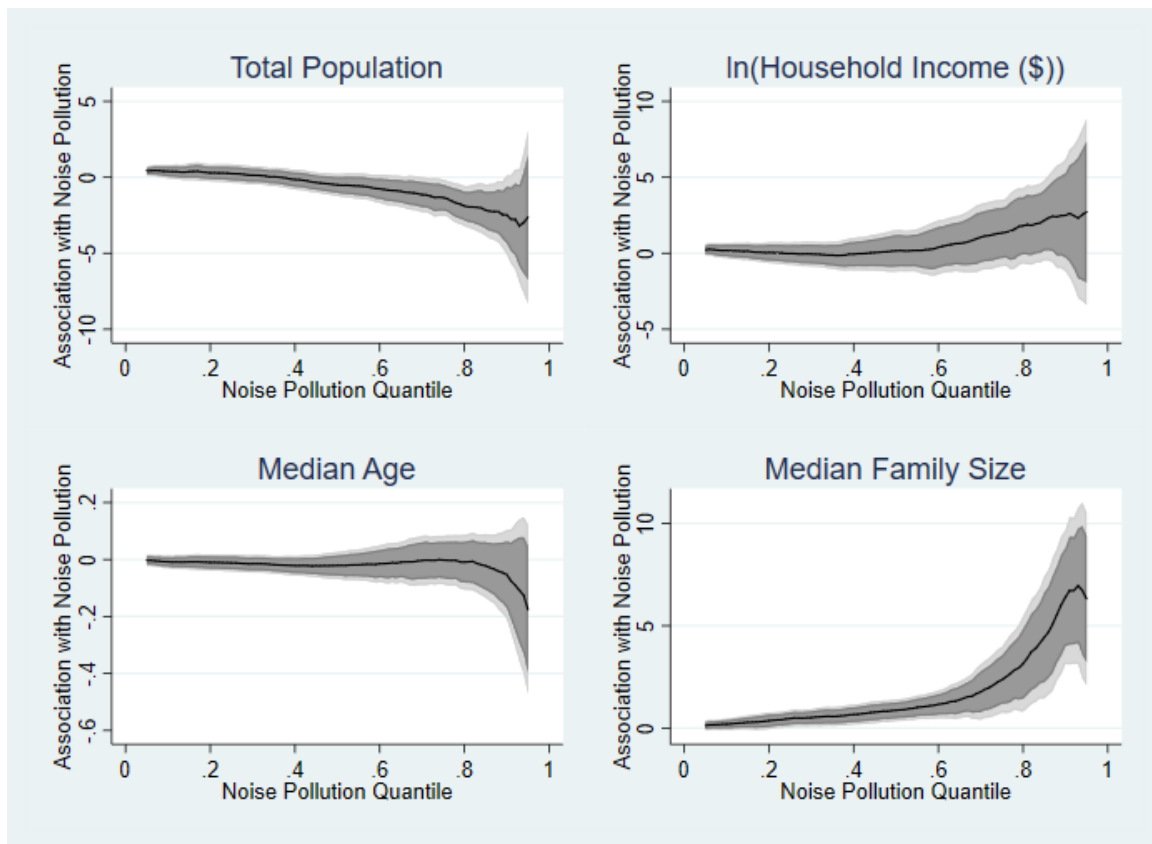 Total Population
Association with Noise Pollution
5
0
-5
-10
0 .2 .4 .6 .8 1
Noise Pollution Quantile
ln(Household Income ($))
Association with Noise Pollution
10
5
0
-5
0 .2 .4 .6 .8 1
Noise Pollution Quantile
Median Age
Association with Noise Pollution
.2
0
-.2
-.4
-.6
0 .2 .4 .6 .8 1
Noise Pollution Quantile
Median Family Size
Association with Noise Pollution
10
5
0
0 .2 .4 .6 .8 1
Noise Pollution Quantile